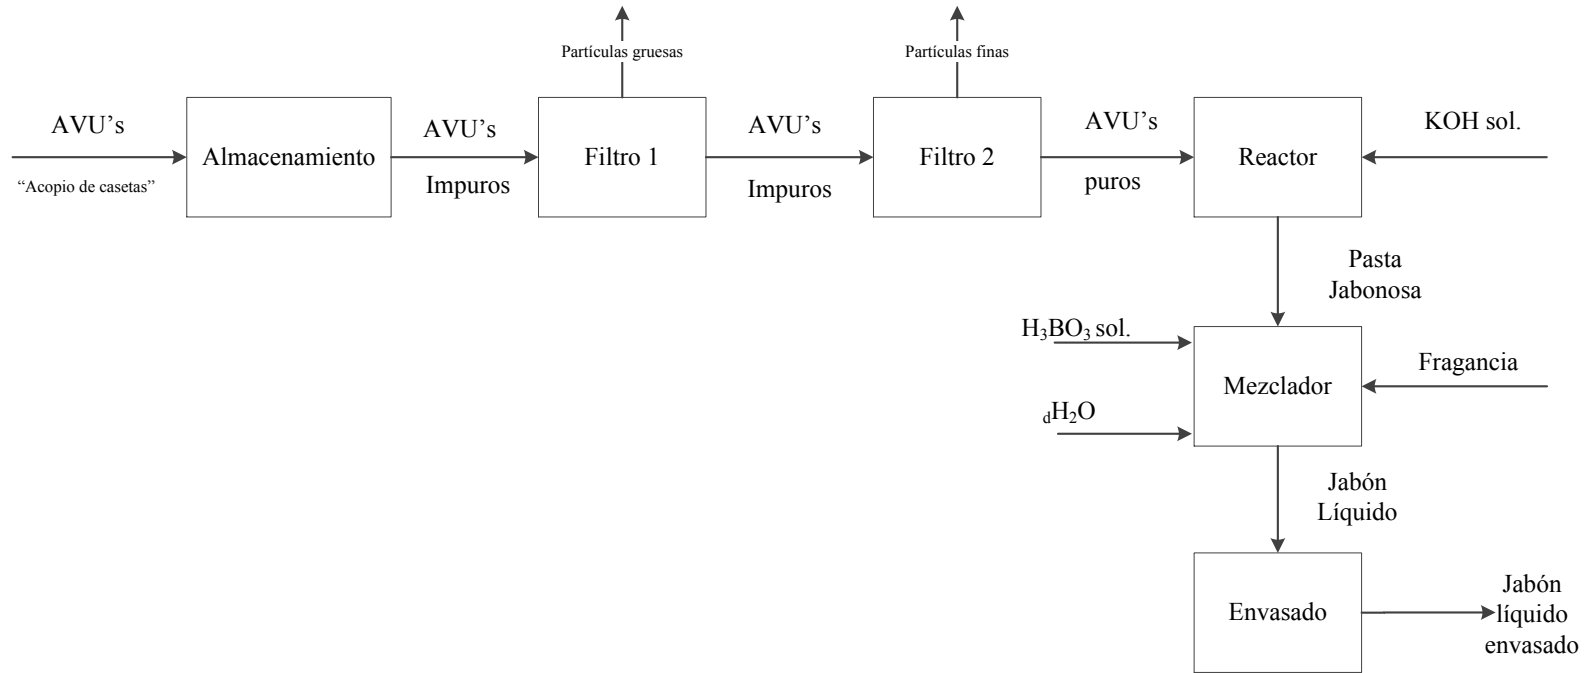 Partículas gruesas
Partículas finas
AVU’s
“Acopio de casetas”
Almacenamiento
AVU’s
Impuros
Filtro 1
AVU’s
Impuros
Filtro 2
AVU’s
puros
Reactor
KOH sol.
Pasta
Jabonosa
H₃BO₃ sol.
Fragancia
Mezclador
dH₂O
Jabón
Líquido
Envasado
Jabón
líquido
envasado